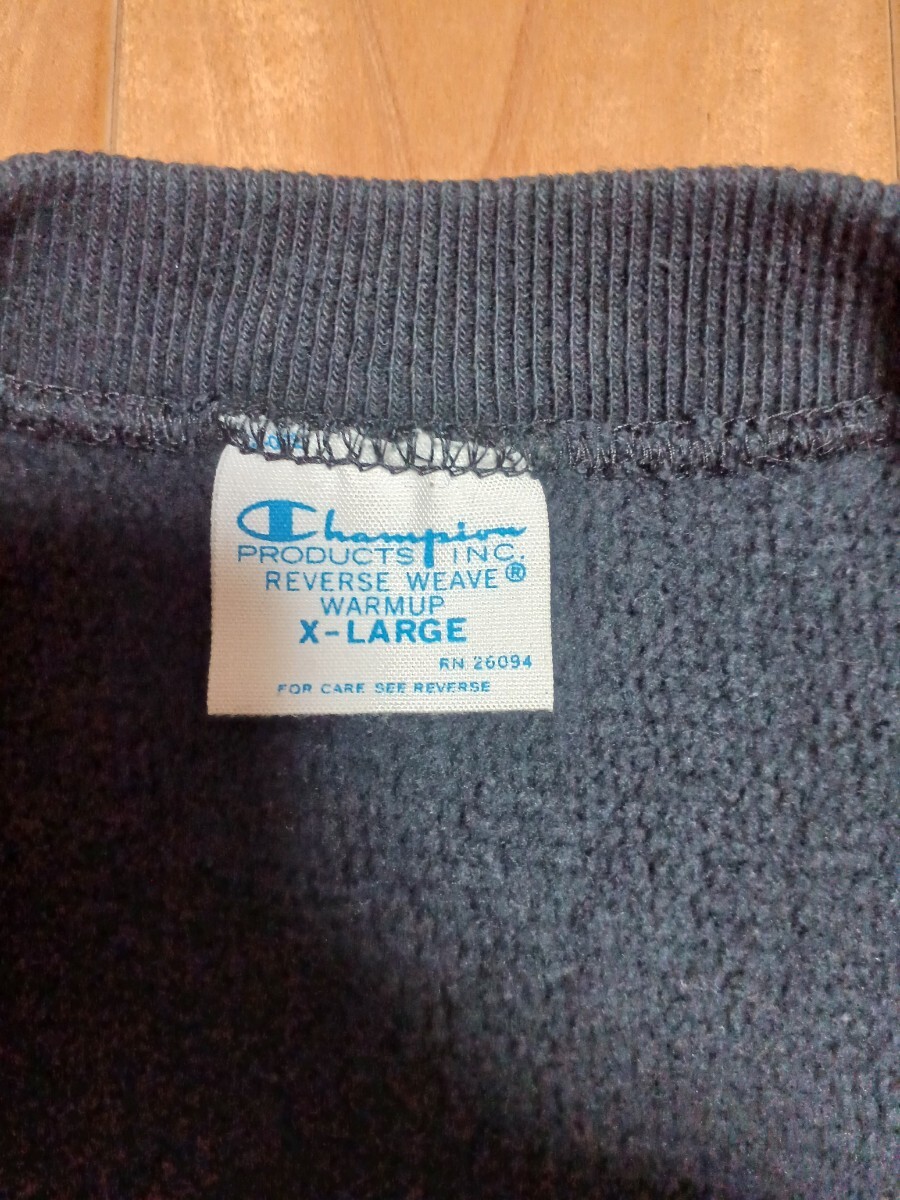 Champion
PRODUCTS INC.
REVERSE WEAVE®
WARMUP
X-LARGE
RN 26094
FOR CARE SEE REVERSE